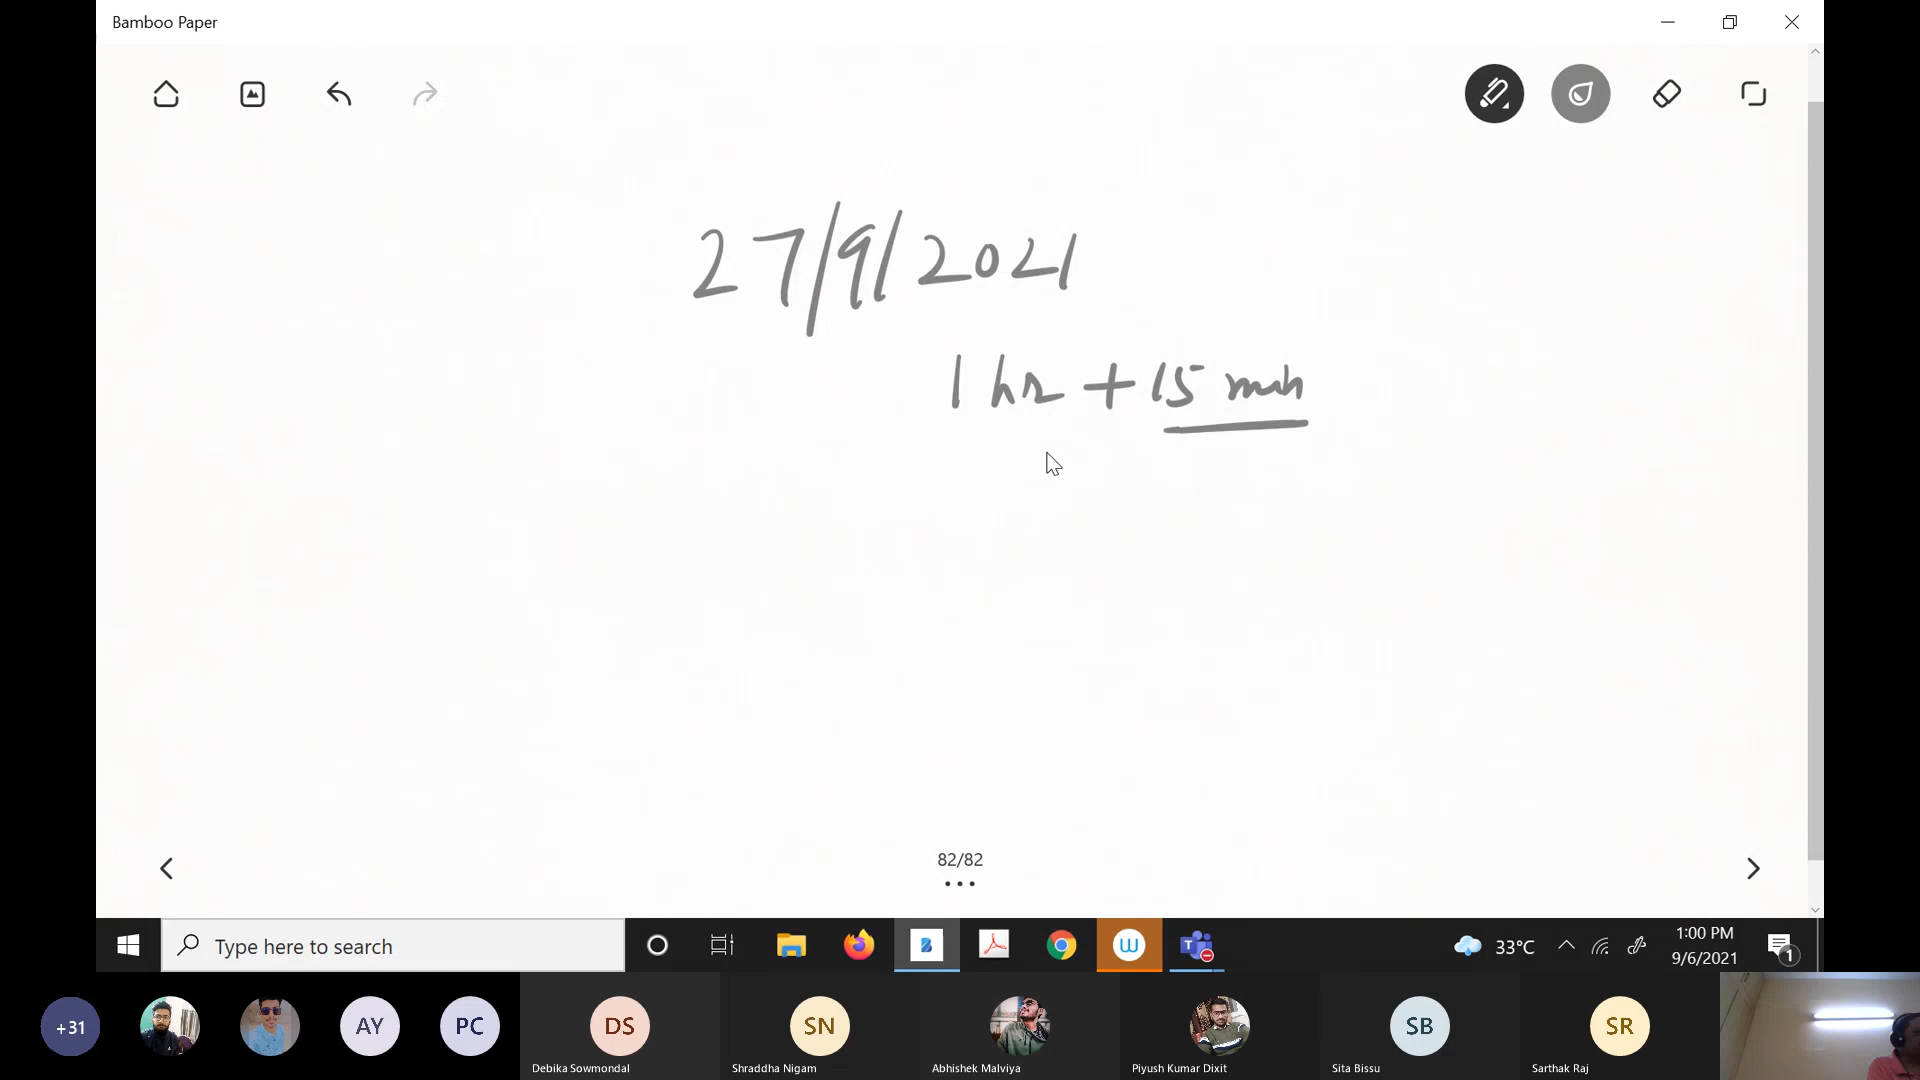 Bamboo Paper
27/9/2021
1 hr + 15 min
82/82
Type here to search
33°C
1:00 PM
9/6/2021
1
+31
AY
PC
DS
SN
SB
SR
Debika Sowmondal
Shraddha Nigam
Abhishek Malviya
Piyush Kumar Dixit
Sita Bissu
Sarthak Raj